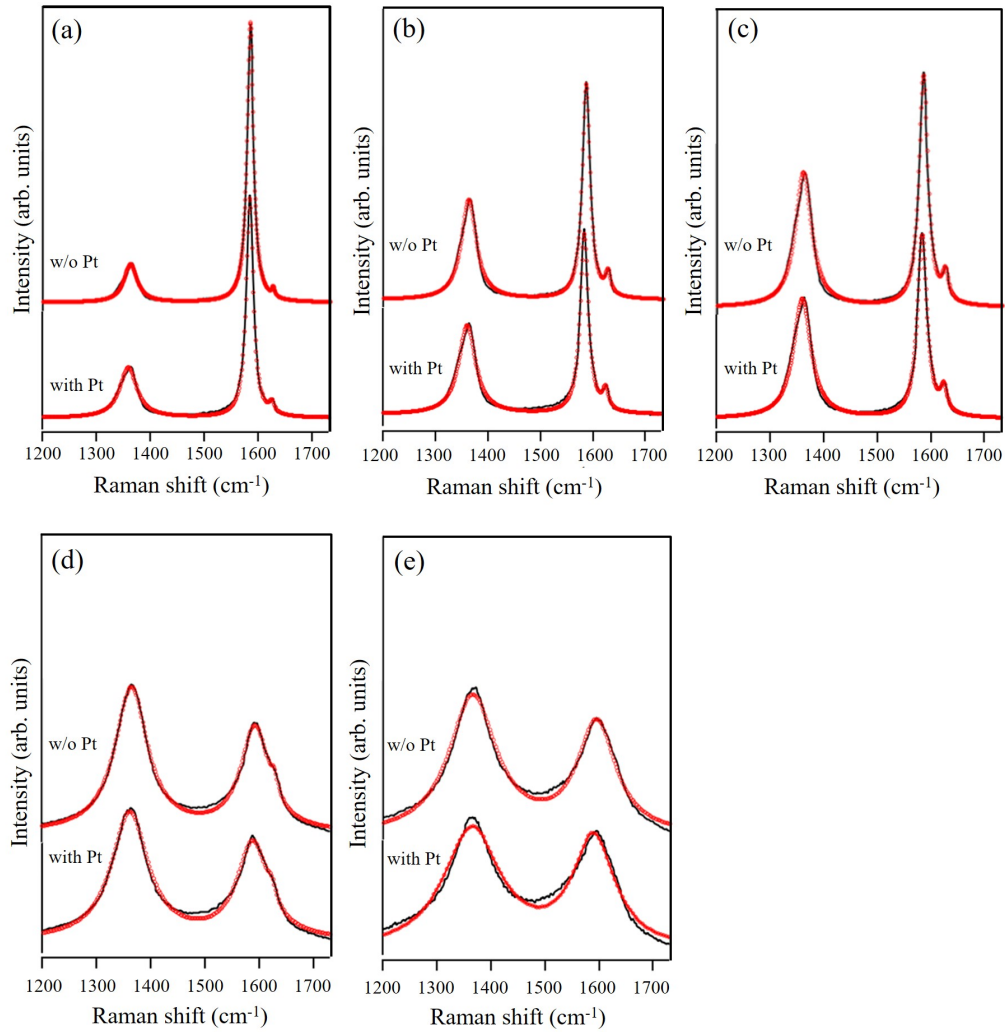 (a)
Intensity (arb. units)
w/o Pt
with Pt
1200 1300 1400 1500 1600 1700
Raman shift (cm-1)
(b)
Intensity (arb. units)
w/o Pt
with Pt
1200 1300 1400 1500 1600 1700
Raman shift (cm-1)
(c)
Intensity (arb. units)
w/o Pt
with Pt
1200 1300 1400 1500 1600 1700
Raman shift (cm-1)
(d)
Intensity (arb. units)
w/o Pt
with Pt
1200 1300 1400 1500 1600 1700
Raman shift (cm-1)
(e)
Intensity (arb. units)
w/o Pt
with Pt
1200 1300 1400 1500 1600 1700
Raman shift (cm-1)